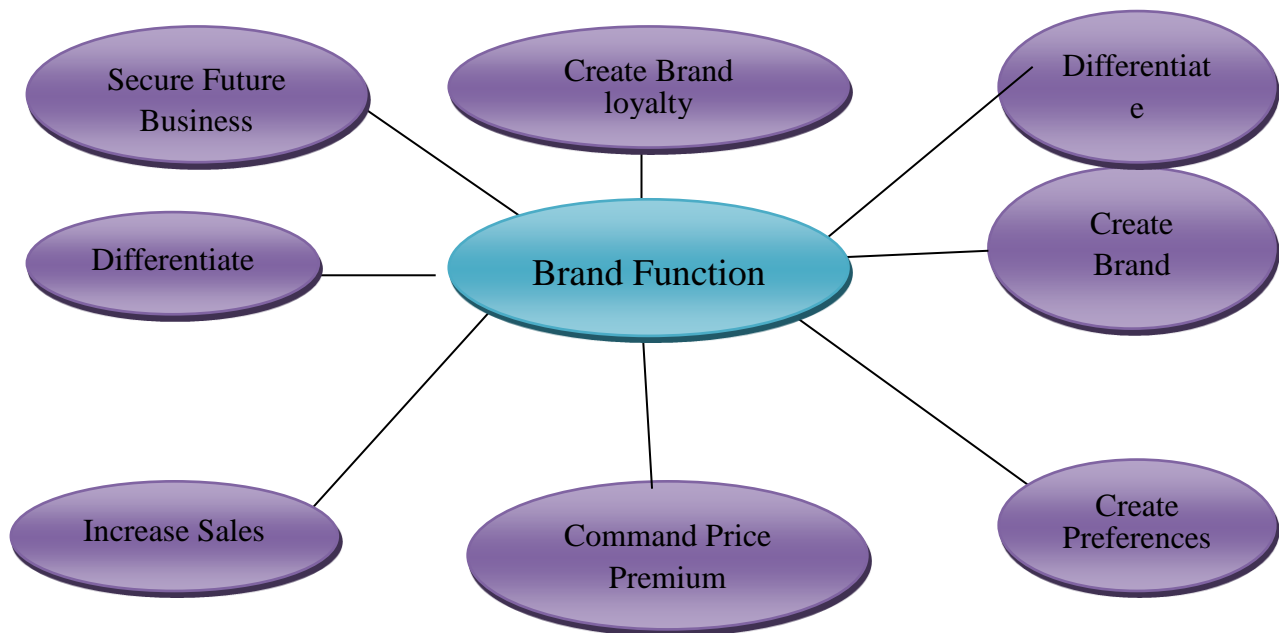 Secure Future
Business
Create Brand
loyalty
Differentiat
e
Differentiate
Brand Function
Create
Brand
Increase Sales
Command Price
Premium
Create
Preferences